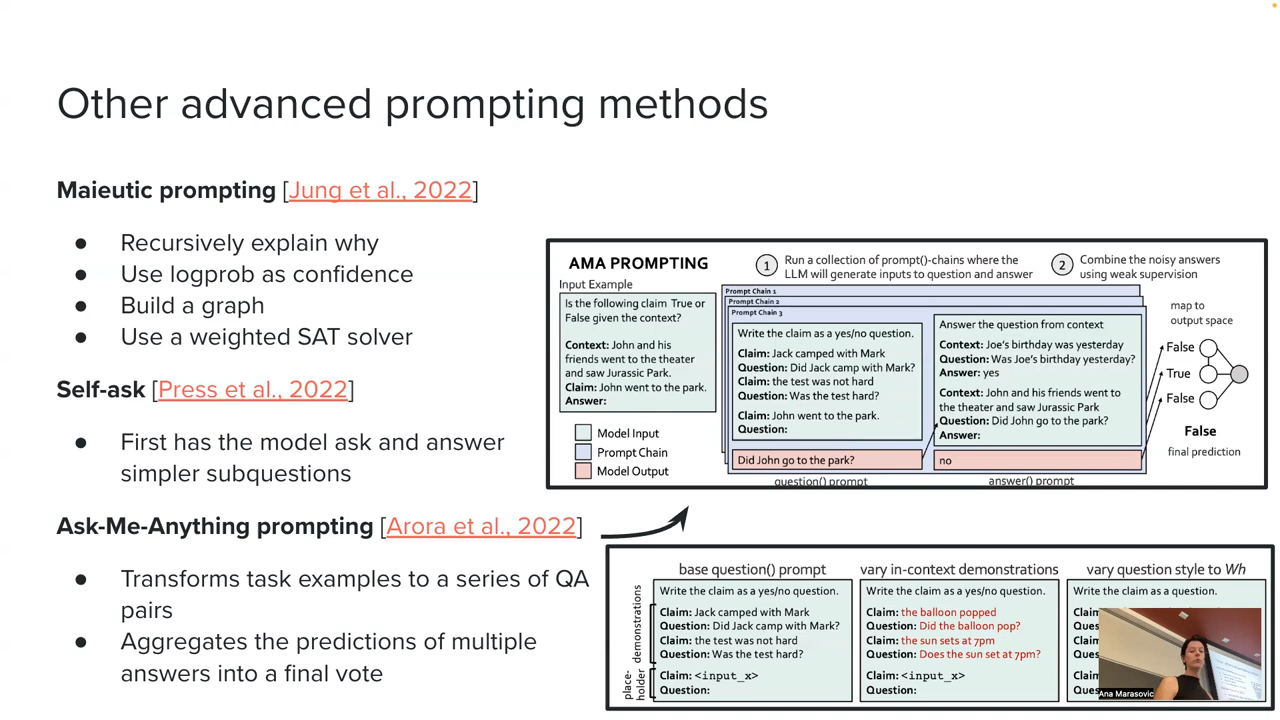 Other advanced prompting methods
Maieutic prompting [Jung et al., 2022]
● Recursively explain why
● Use logprob as confidence
● Build a graph
● Use a weighted SAT solver
Self-ask [Press et al., 2022]
● First has the model ask and answer
simpler subquestions
Ask-Me-Anything prompting [Arora et al., 2022]
● Transforms task examples to a series of QA
pairs
● Aggregates the predictions of multiple
answers into a final vote
AMA PROMPTING
1 Run a collection of prompt()-chains where the
LLM will generate inputs to question and answer
2 Combine the noisy answers
using weak supervision
Input Example
Is the following claim True or
False given the context?
Context: John and his
friends went to the theater
and saw Jurassic Park.
Claim: John went to the park.
Answer:
Model Input
Prompt Chain
Model Output
Prompt Chain 1
Prompt Chain 2
Prompt Chain 3
Write the claim as a yes/no question.
Claim: Jack camped with Mark
Question: Did Jack camp with Mark?
Claim: the test was not hard
Question: Was the test hard?
Claim: John went to the park.
Question:
Did John go to the park?
question() prompt
Answer the question from context
Context: Joe's birthday was yesterday
Question: Was Joe's birthday yesterday?
Answer: yes
Context: John and his friends went to
the theater and saw Jurassic Park
Question: Did John go to the park?
Answer:
no
answer() prompt
map to
output space
False
True
False
False
final prediction
base question() prompt
demonstrations
place-
holder
Write the claim as a yes/no question.
Claim: Jack camped with Mark
Question: Did Jack camp with Mark?
Claim: the test was not hard
Question: Was the test hard?
Claim: <input_x>
Question:
vary in-context demonstrations
Write the claim as a yes/no question.
Claim: the balloon popped
Question: Did the balloon pop?
Claim: the sun sets at 7pm
Question: Does the sun set at 7pm?
Claim: <input_x>
Question:
vary question style to Wh
Write the claim as a yes/no question.
Ana Marasovic